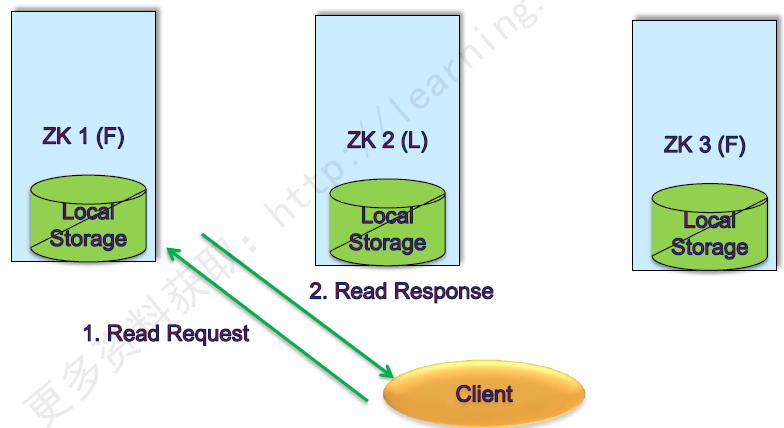 ZK 1 (F)
ZK 2 (L)
ZK 3 (F)
Local
Storage
Local
Storage
Local
Storage
2. Read Response
1. Read Request
Client
更多资料获取：http://learning.